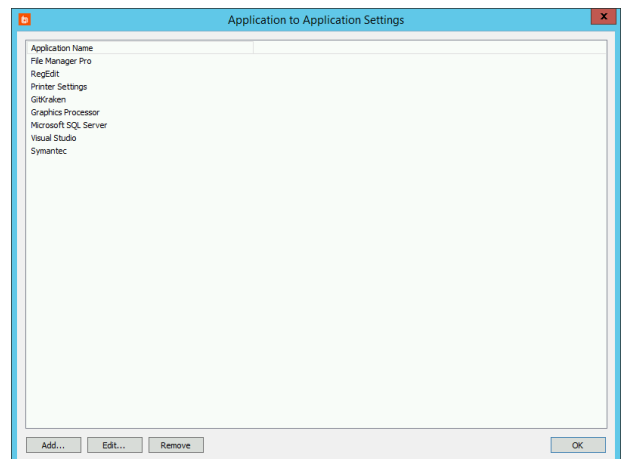 b
Application to Application Settings
x
Application Name
File Manager Pro
RegEdit
Printer Settings
GitKraken
Graphics Processor
Microsoft SQL Server
Visual Studio
Symantec
Add... Edit... Remove OK